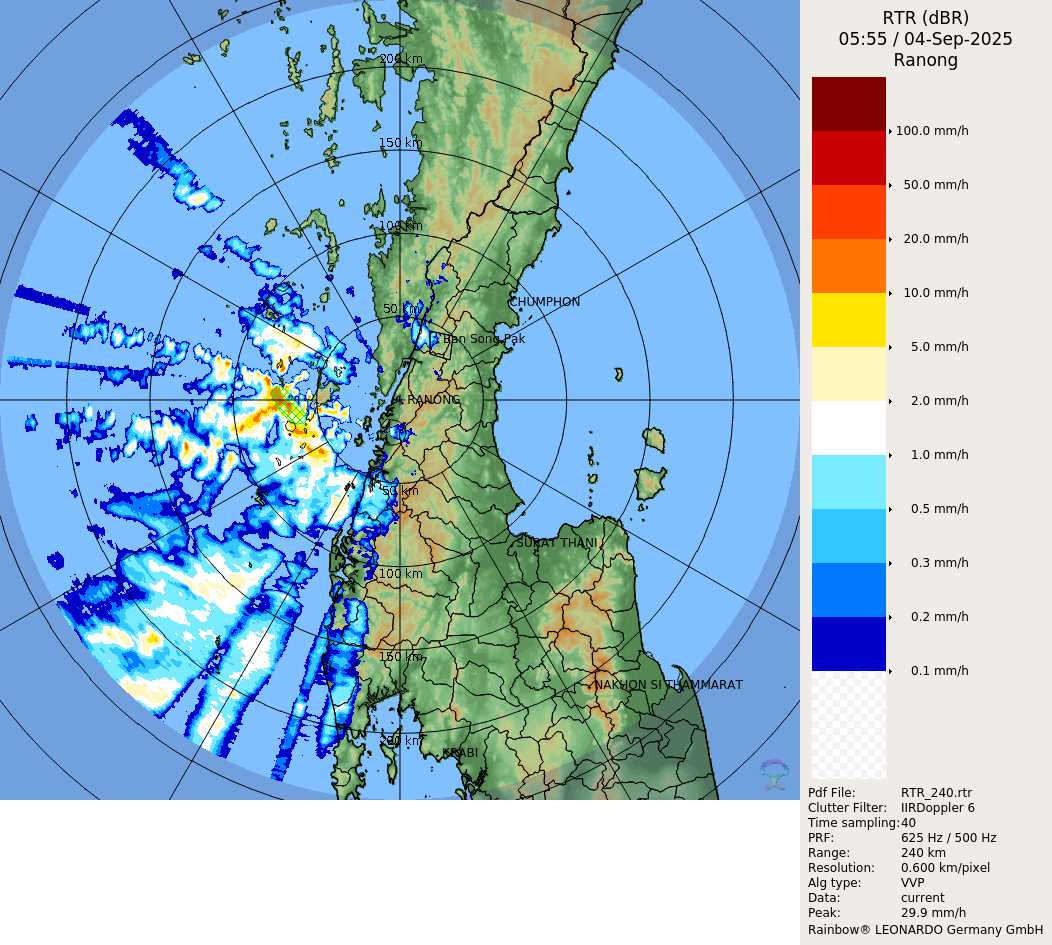 RTR (dBR)
05:55 / 04-Sep-2025
Ranong
100.0 mm/h
50.0 mm/h
20.0 mm/h
10.0 mm/h
5.0 mm/h
2.0 mm/h
1.0 mm/h
0.5 mm/h
0.3 mm/h
0.2 mm/h
0.1 mm/h
200 km
150 km
100 km
CHUMPHON
50 km
Ban Song Pak
RANONG
50 km
SURAT THANI
100 km
150 km
NAKHON SI THAMMARAT
200 km
KRABI
Pdf File: RTR_240.rtr
Clutter Filter: IIRDoppler 6
Time sampling: 40
PRF: 625 Hz / 500 Hz
Range: 240 km
Resolution: 0.600 km/pixel
Alg type: VVP
Data: current
Peak: 29.9 mm/h
Rainbow® LEONARDO Germany GmbH